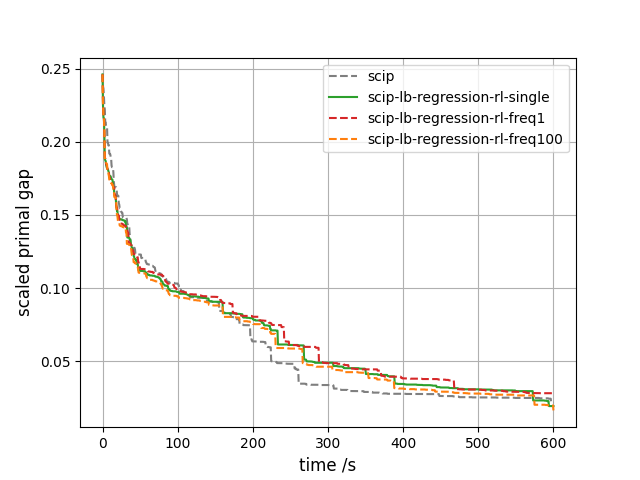 0.25
0.20
0.15
0.10
0.05
scaled primal gap
scip
scip-lb-regression-rl-single
scip-lb-regression-rl-freq1
scip-lb-regression-rl-freq100
0 100 200 300 400 500 600
time /s